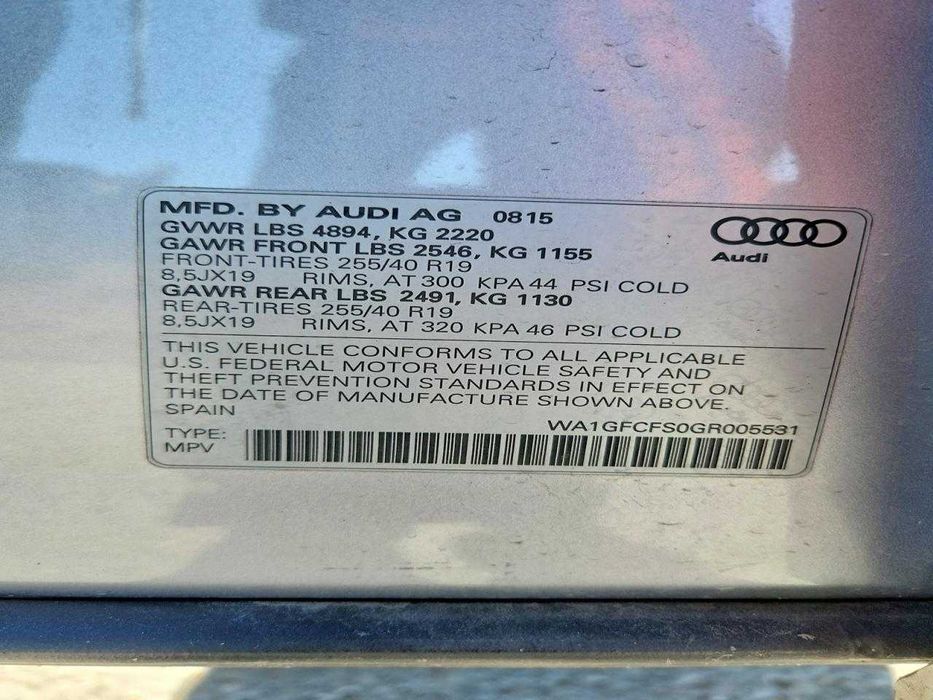 MFD. BY AUDI AG 0815
GVWR LBS 4894, KG 2220
GAWR FRONT LBS 2546, KG 1155
FRONT-TIRES 255/40 R19
8,5JX19 RIMS, AT 300 KPA 44 PSI COLD
GAWR REAR LBS 2491, KG 1130
REAR-TIRES 255/40 R19
8,5JX19 RIMS, AT 320 KPA 46 PSI COLD
Audi
THIS VEHICLE CONFORMS TO ALL APPLICABLE
U.S. FEDERAL MOTOR VEHICLE SAFETY AND
THEFT PREVENTION STANDARDS IN EFFECT ON
THE DATE OF MANUFACTURE SHOWN ABOVE.
SPAIN
WA1GFCFS0GR005531
TYPE:
MPV